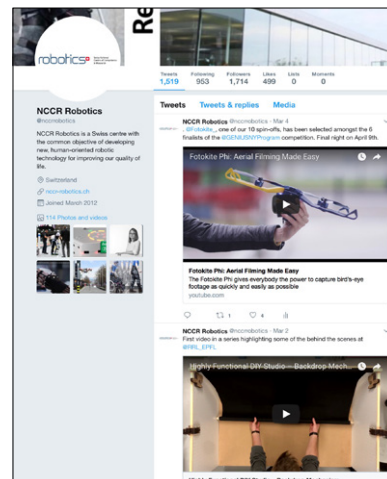 Re
robotics
Tweets Following Followers Likes Lists Moments
1,519 953 1,714 499 0 0
Tweets Tweets & replies Media
NCCR Robotics
@nccrrobotics
NCCR Robotics is a Swiss centre with
the common objective of developing
new, human-oriented robotic
technology for improving our quality of
life.
Switzerland
nccr-robotics.ch
Joined March 2012
114 Photos and videos
NCCR Robotics @nccrrobotics · Mar 4
. @Fotokite_, one of our 10 spin-offs, has been selected amongst the 6
finalists of the @GENIUSNYProgram competition. Final night on April 9th.
Fotokite Phi: Aerial Filming Made Easy
Fotokite Phi: Aerial Filming Made Easy
The Fotokite Phi gives everybody the power to capture bird's-eye
footage as quickly and easily as possible
youtube.com
1 4
NCCR Robotics @nccrrobotics · Mar 2
First video in a series highlighting some of the behind the scenes at
@RRL_EPFL
Highly Functional DIY Studio – Backdrop Mech...